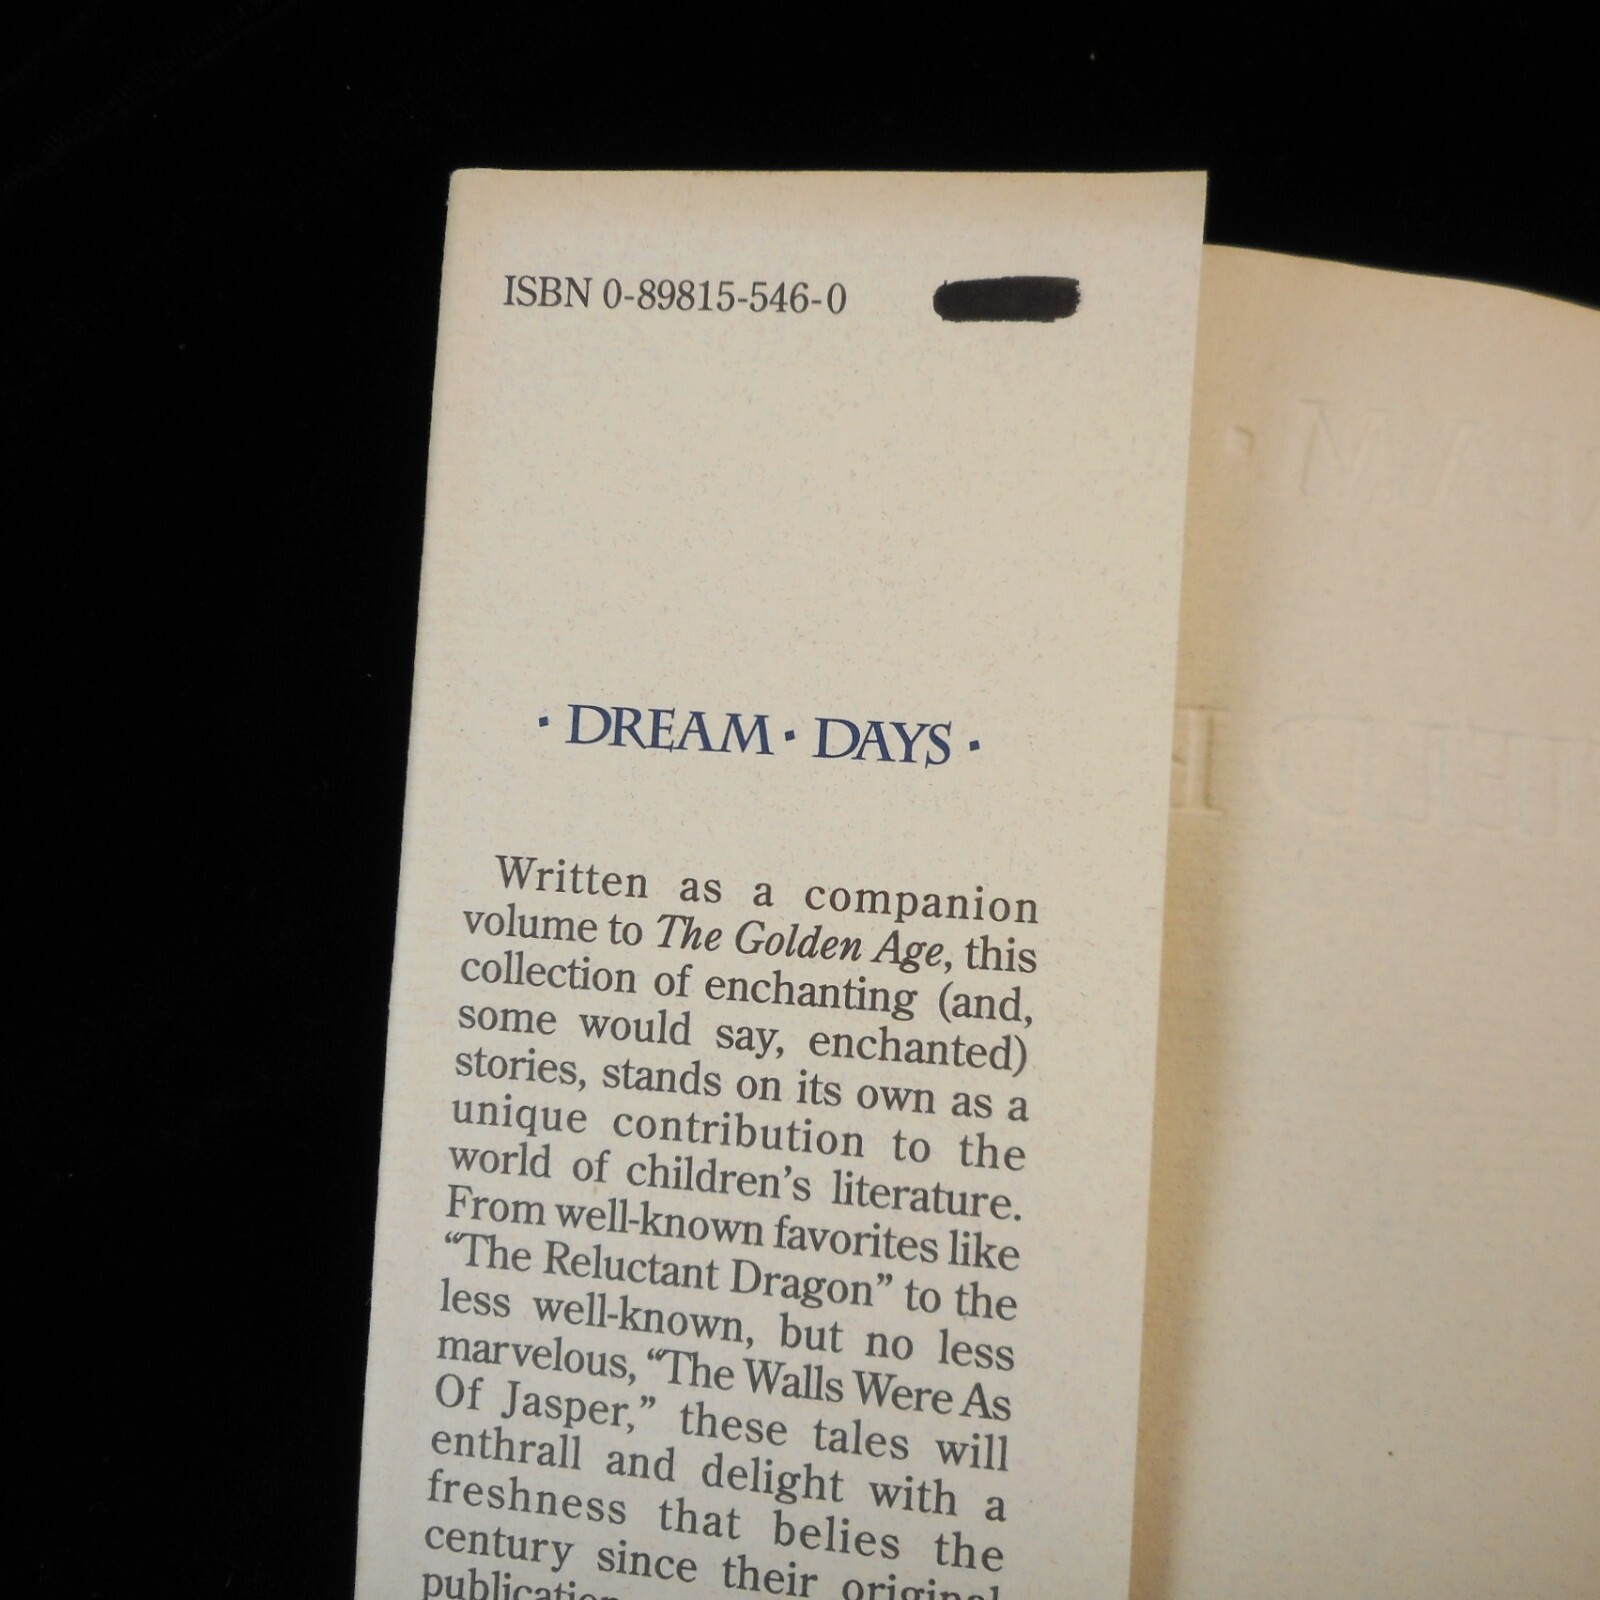 ISBN 0-89815-546-0
· DREAM · DAYS ·
Written as a companion
volume to The Golden Age, this
collection of enchanting (and,
some would say, enchanted)
stories, stands on its own as a
unique contribution to the
world of children's literature.
From well-known favorites like
“The Reluctant Dragon” to the
less well-known, but no less
marvelous, “The Walls Were As
Of Jasper,” these tales will
enthrall and delight with a
freshness that belies the
century since their original